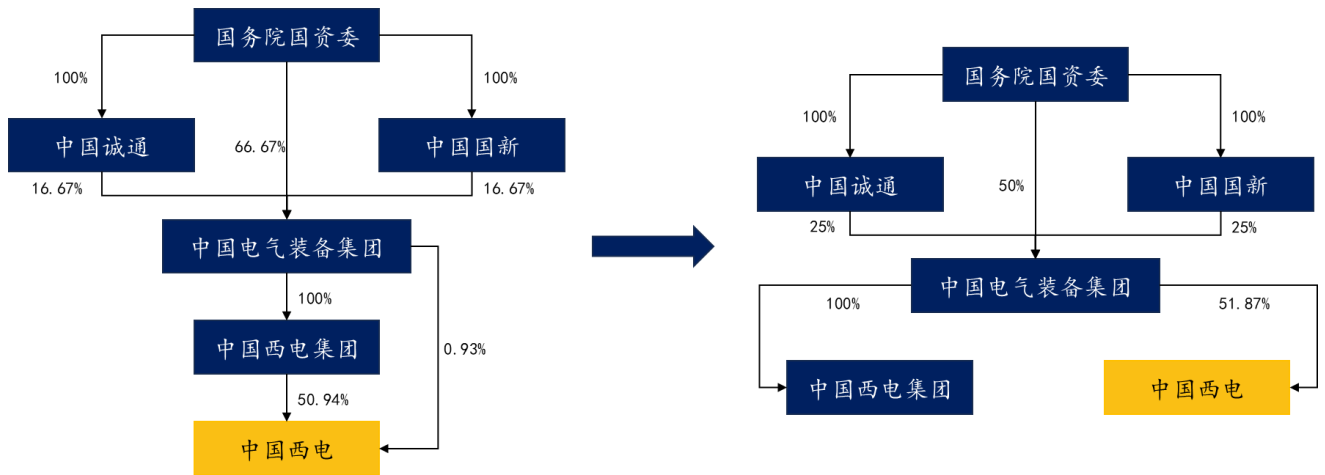 国务院国资委
100%
100%
中国诚通
66.67%
中国国新
16.67%
16.67%
中国电气装备集团
100%
中国西电集团
0.93%
50.94%
中国西电
国务院国资委
100%
100%
中国诚通
50%
中国国新
25%
25%
中国电气装备集团
100%
51.87%
中国西电集团
中国西电